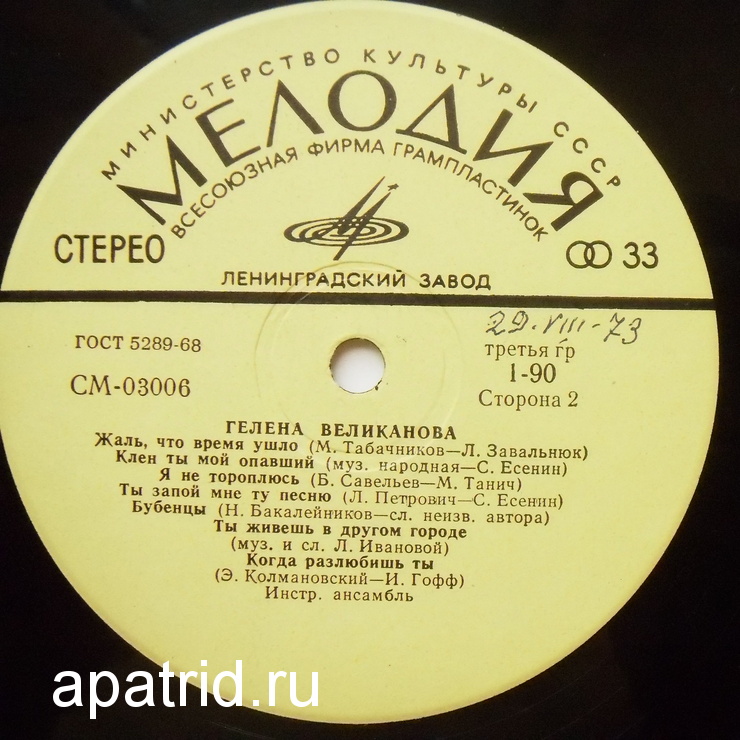 МИНИСТЕРСТВО КУЛЬТУРЫ СССР
МЕЛОДИЯ
ВСЕСОЮЗНАЯ ФИРМА ГРАМПЛАСТИНОК
СТЕРЕО
33
ЛЕНИНГРАДСКИЙ ЗАВОД
29.VIII-73
ГОСТ 5289-68
третья гр
1-90
СМ-03006
Сторона 2
ГЕЛЕНА ВЕЛИКАНОВА
Жаль, что время ушло (М. Табачников—Л. Завальнюк)
Клен ты мой опавший (муз. народная—С. Есенин)
Я не тороплюсь (Б. Савельев—М. Танич)
Ты запой мне ту песню (Л. Петрович—С. Есенин)
Бубенцы (Н. Бакалейников—сл. неизв. автора)
Ты живешь в другом городе
(муз. и сл. Л. Ивановой)
Когда разлюбишь ты
(Э. Колмановский—И. Гофф)
Инстр. ансамбль
apatrid.ru